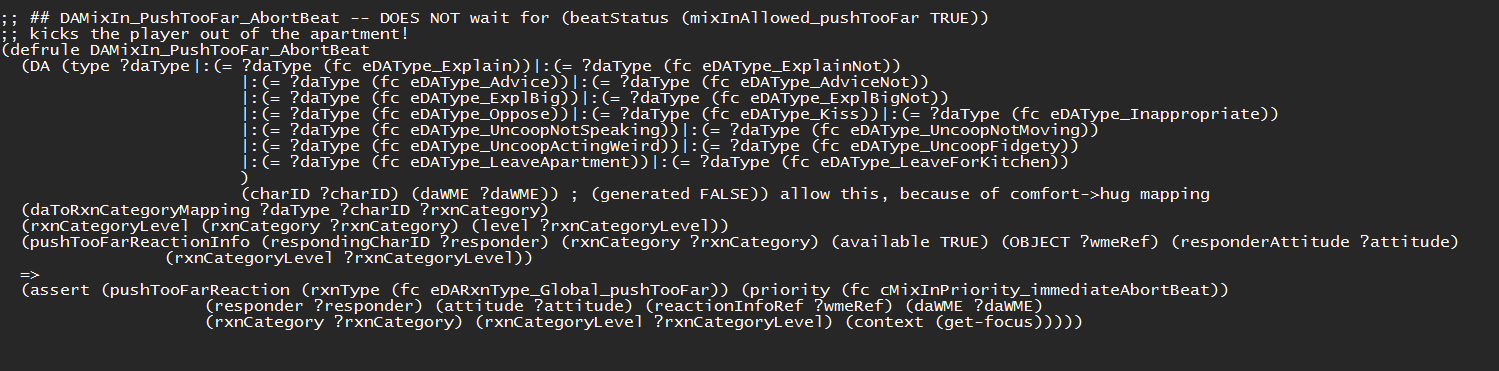 ;; ## DAMixIn_PushTooFar_AbortBeat -- DOES NOT wait for (beatStatus (mixInAllowed_pushTooFar TRUE))
;; kicks the player out of the apartment!
(defrule DAMixIn_PushTooFar_AbortBeat
  (DA (type ?daType|:(= ?daType (fc eDAType_Explain))|:(= ?daType (fc eDAType_ExplainNot))
                        |:(= ?daType (fc eDAType_Advice))|:(= ?daType (fc eDAType_AdviceNot))
                        |:(= ?daType (fc eDAType_ExplBig))|:(= ?daType (fc eDAType_ExplBigNot))
                        |:(= ?daType (fc eDAType_Oppose))|:(= ?daType (fc eDAType_Kiss))|:(= ?daType (fc eDAType_Inappropriate))
                        |:(= ?daType (fc eDAType_UncoopNotSpeaking))|:(= ?daType (fc eDAType_UncoopNotMoving))
                        |:(= ?daType (fc eDAType_UncoopActingWeird))|:(= ?daType (fc eDAType_UncoopFidgety))
                        |:(= ?daType (fc eDAType_LeaveApartment))|:(= ?daType (fc eDAType_LeaveForKitchen))
                        )
                        (charID ?charID) (daWME ?daWME)) ; (generated FALSE)) allow this, because of comfort->hug mapping
  (daToRxnCategoryMapping ?daType ?charID ?rxnCategory)
  (rxnCategoryLevel (rxnCategory ?rxnCategory) (level ?rxnCategoryLevel))
  (pushTooFarReactionInfo (respondingCharID ?responder) (rxnCategory ?rxnCategory) (available TRUE) (OBJECT ?wmeRef) (responderAttitude ?attitude)
                (rxnCategoryLevel ?rxnCategoryLevel))
  =>
  (assert (pushTooFarReaction (rxnType (fc eDARxnType_Global_pushTooFar)) (priority (fc cMixInPriority_immediateAbortBeat))
                    (responder ?responder) (attitude ?attitude) (reactionInfoRef ?wmeRef) (daWME ?daWME)
                    (rxnCategory ?rxnCategory) (rxnCategoryLevel ?rxnCategoryLevel) (context (get-focus)))))